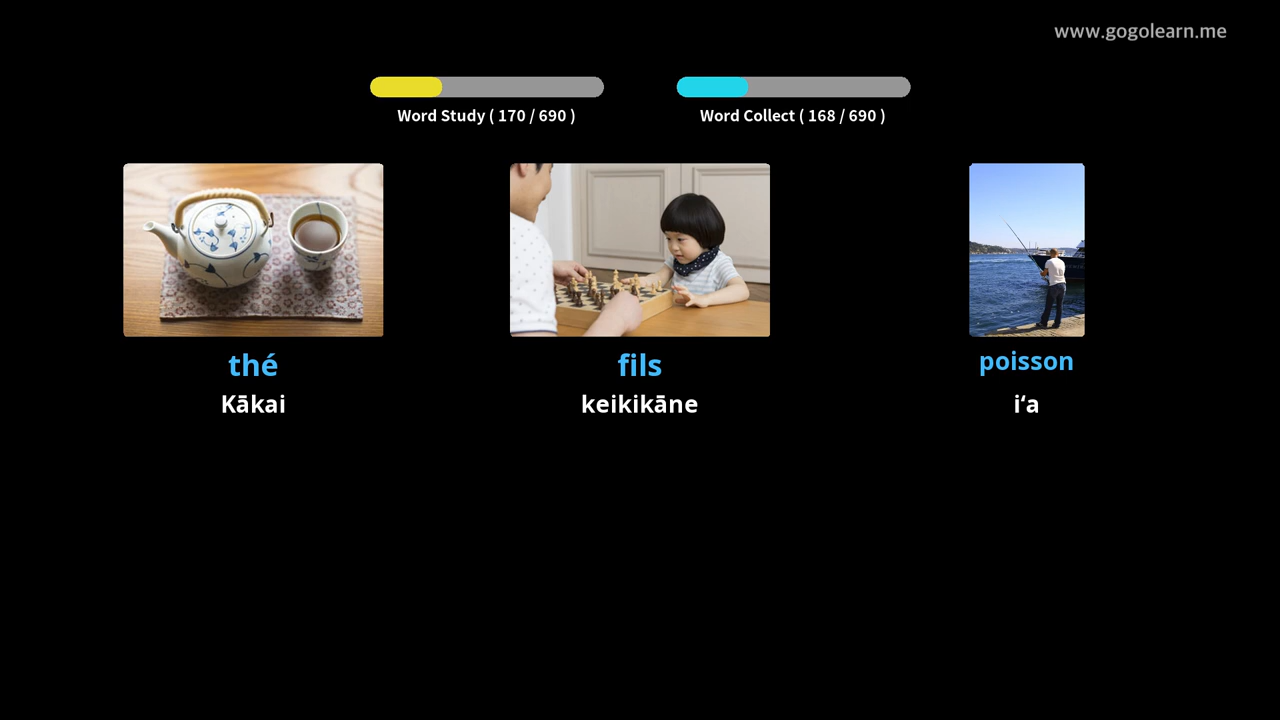 www.gogolearn.me
Word Study ( 170 / 690 )
Word Collect ( 168 / 690 )
thé
Kākai
fils
keikikāne
poisson
iʻa